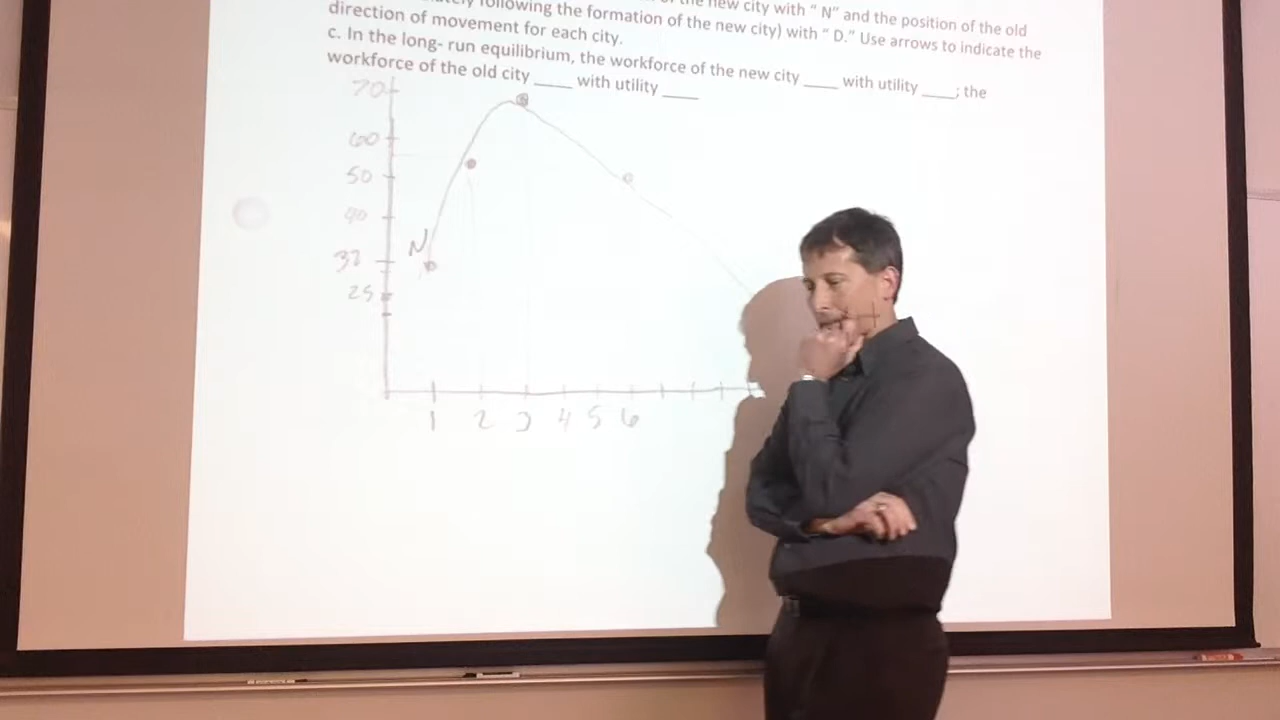 the new city with " N" and the position of the old
following the formation of the new city) with " D." Use arrows to indicate the
direction of movement for each city.
c. In the long- run equilibrium, the workforce of the new city ____ with utility ____; the
workforce of the old city ____ with utility ____
70
60
50
40
N
32
25
1 2 3 4 5 6